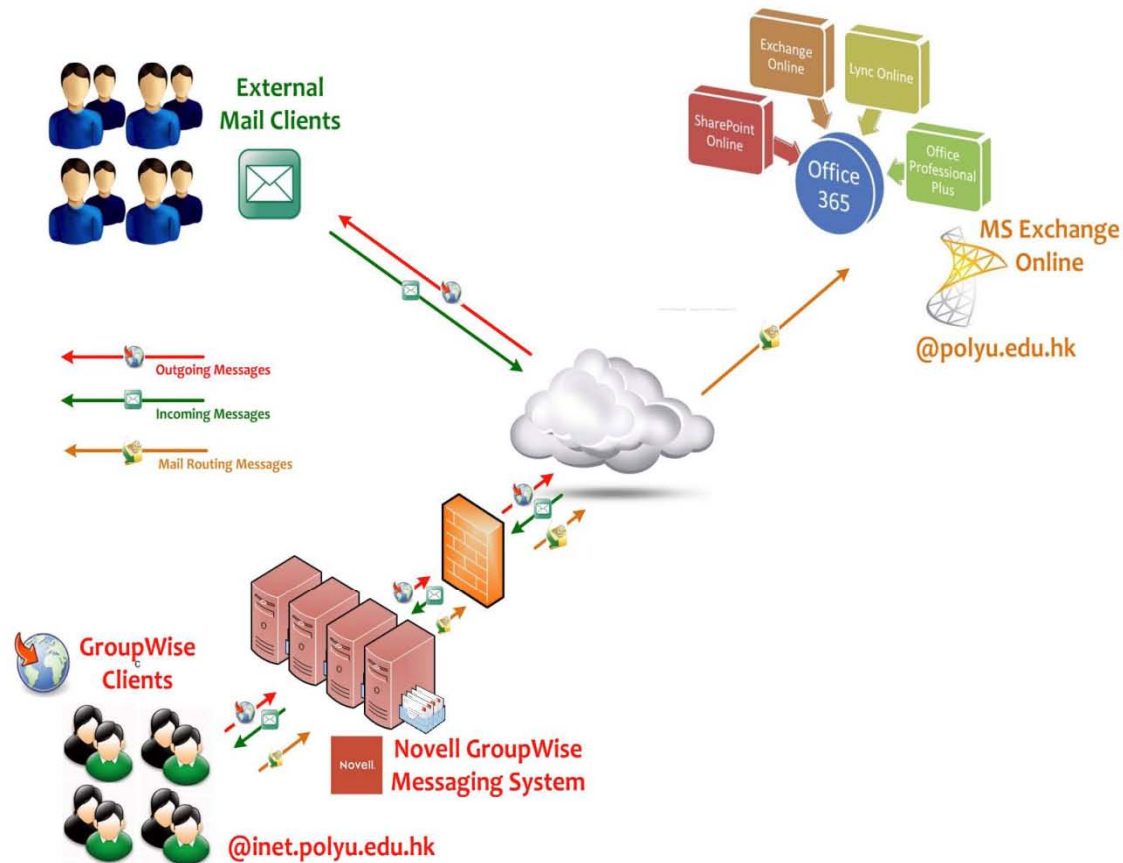 External
Mail Clients
Exchange
Online
Lync Online
SharePoint
Online
Office
Professional
Plus
Office
365
MS Exchange
Online
@polyu.edu.hk
Outgoing Messages
Incoming Messages
Mail Routing Messages
GroupWise
C
Clients
Novell.
Novell GroupWise
Messaging System
@inet.polyu.edu.hk